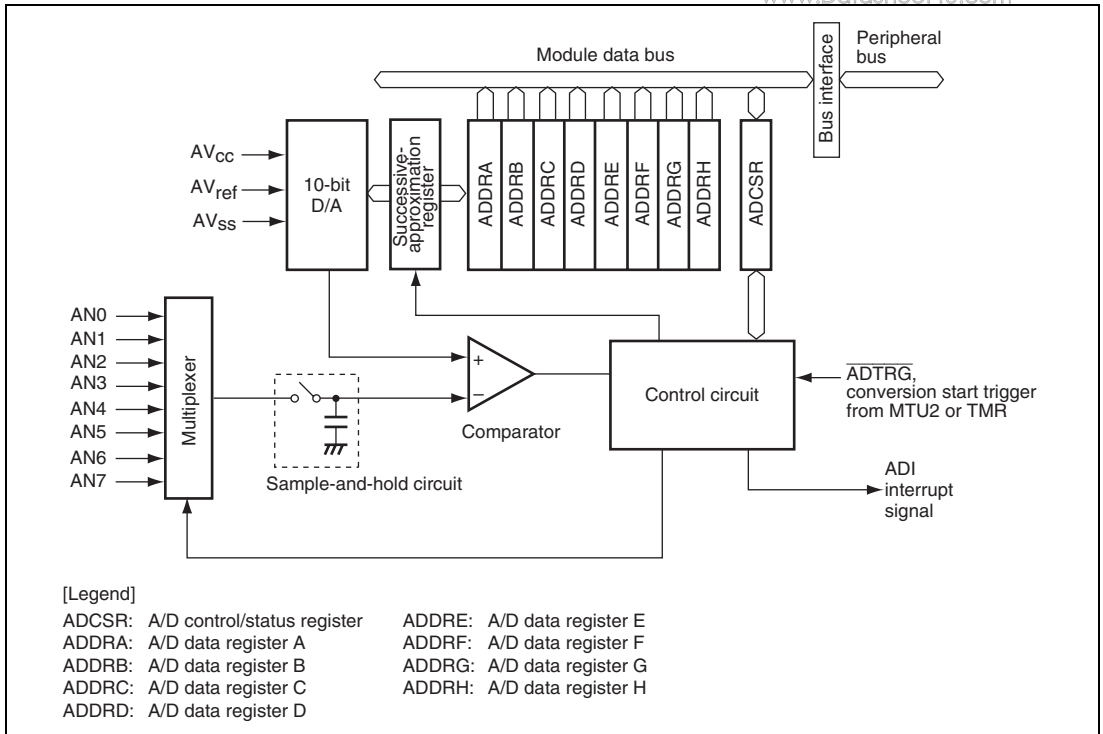 Module data bus
Peripheral
bus
Bus interface
AVcc
AVref
AVss
10-bit
D/A
Successive-
approximation
register
ADDRA
ADDRB
ADDRC
ADDRD
ADDRE
ADDRF
ADDRG
ADDRH
ADCSR
AN0
AN1
AN2
AN3
AN4
AN5
AN6
AN7
Multiplexer
+
−
Comparator
Sample-and-hold circuit
Control circuit
ADTRG,
conversion start trigger
from MTU2 or TMR
ADI
interrupt
signal
[Legend]
ADCSR: A/D control/status register
ADDRA: A/D data register A
ADDRB: A/D data register B
ADDRC: A/D data register C
ADDRD: A/D data register D
ADDRE: A/D data register E
ADDRF: A/D data register F
ADDRG: A/D data register G
ADDRH: A/D data register H